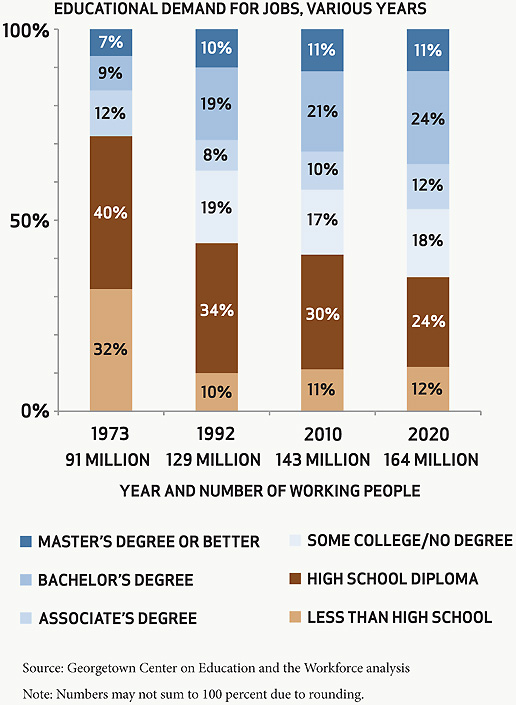 EDUCATIONAL DEMAND FOR JOBS, VARIOUS YEARS
100%
50%
0%
7%
9%
12%
40%
32%
10%
19%
8%
19%
34%
10%
11%
21%
10%
17%
30%
11%
11%
24%
12%
18%
24%
12%
1973 1992 2010 2020
91 MILLION 129 MILLION 143 MILLION 164 MILLION
YEAR AND NUMBER OF WORKING PEOPLE
MASTER'S DEGREE OR BETTER
BACHELOR'S DEGREE
ASSOCIATE'S DEGREE
SOME COLLEGE/NO DEGREE
HIGH SCHOOL DIPLOMA
LESS THAN HIGH SCHOOL
Source: Georgetown Center on Education and the Workforce analysis
Note: Numbers may not sum to 100 percent due to rounding.